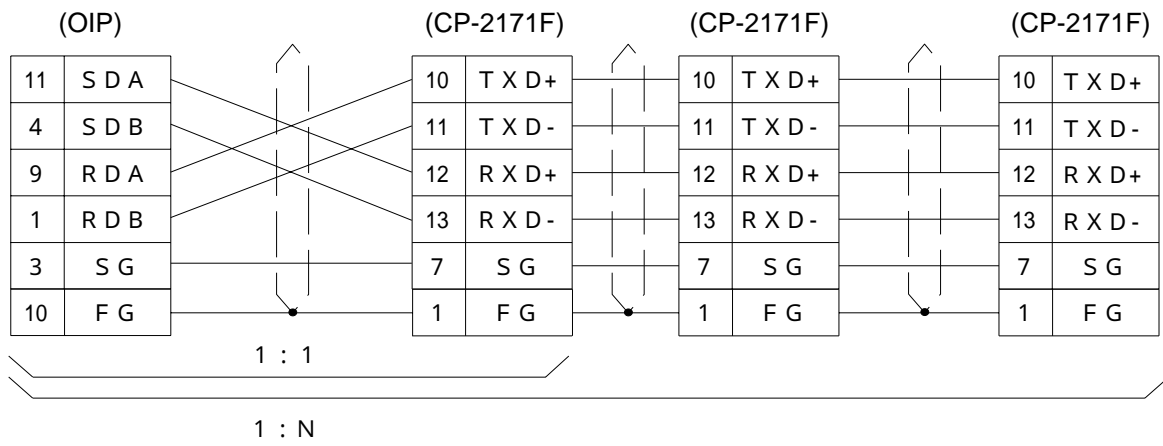 (OIP) (CP-2171F) (CP-2171F) (CP-2171F)
11 SDA 10 TXD+ 10 TXD+ 10 TXD+
4 SDB 11 TXD- 11 TXD- 11 TXD-
9 RDA 12 RXD+ 12 RXD+ 12 RXD+
1 RDB 13 RXD- 13 RXD- 13 RXD-
3 SG 7 SG 7 SG 7 SG
10 FG 1 FG 1 FG 1 FG
1 : 1
1 : N